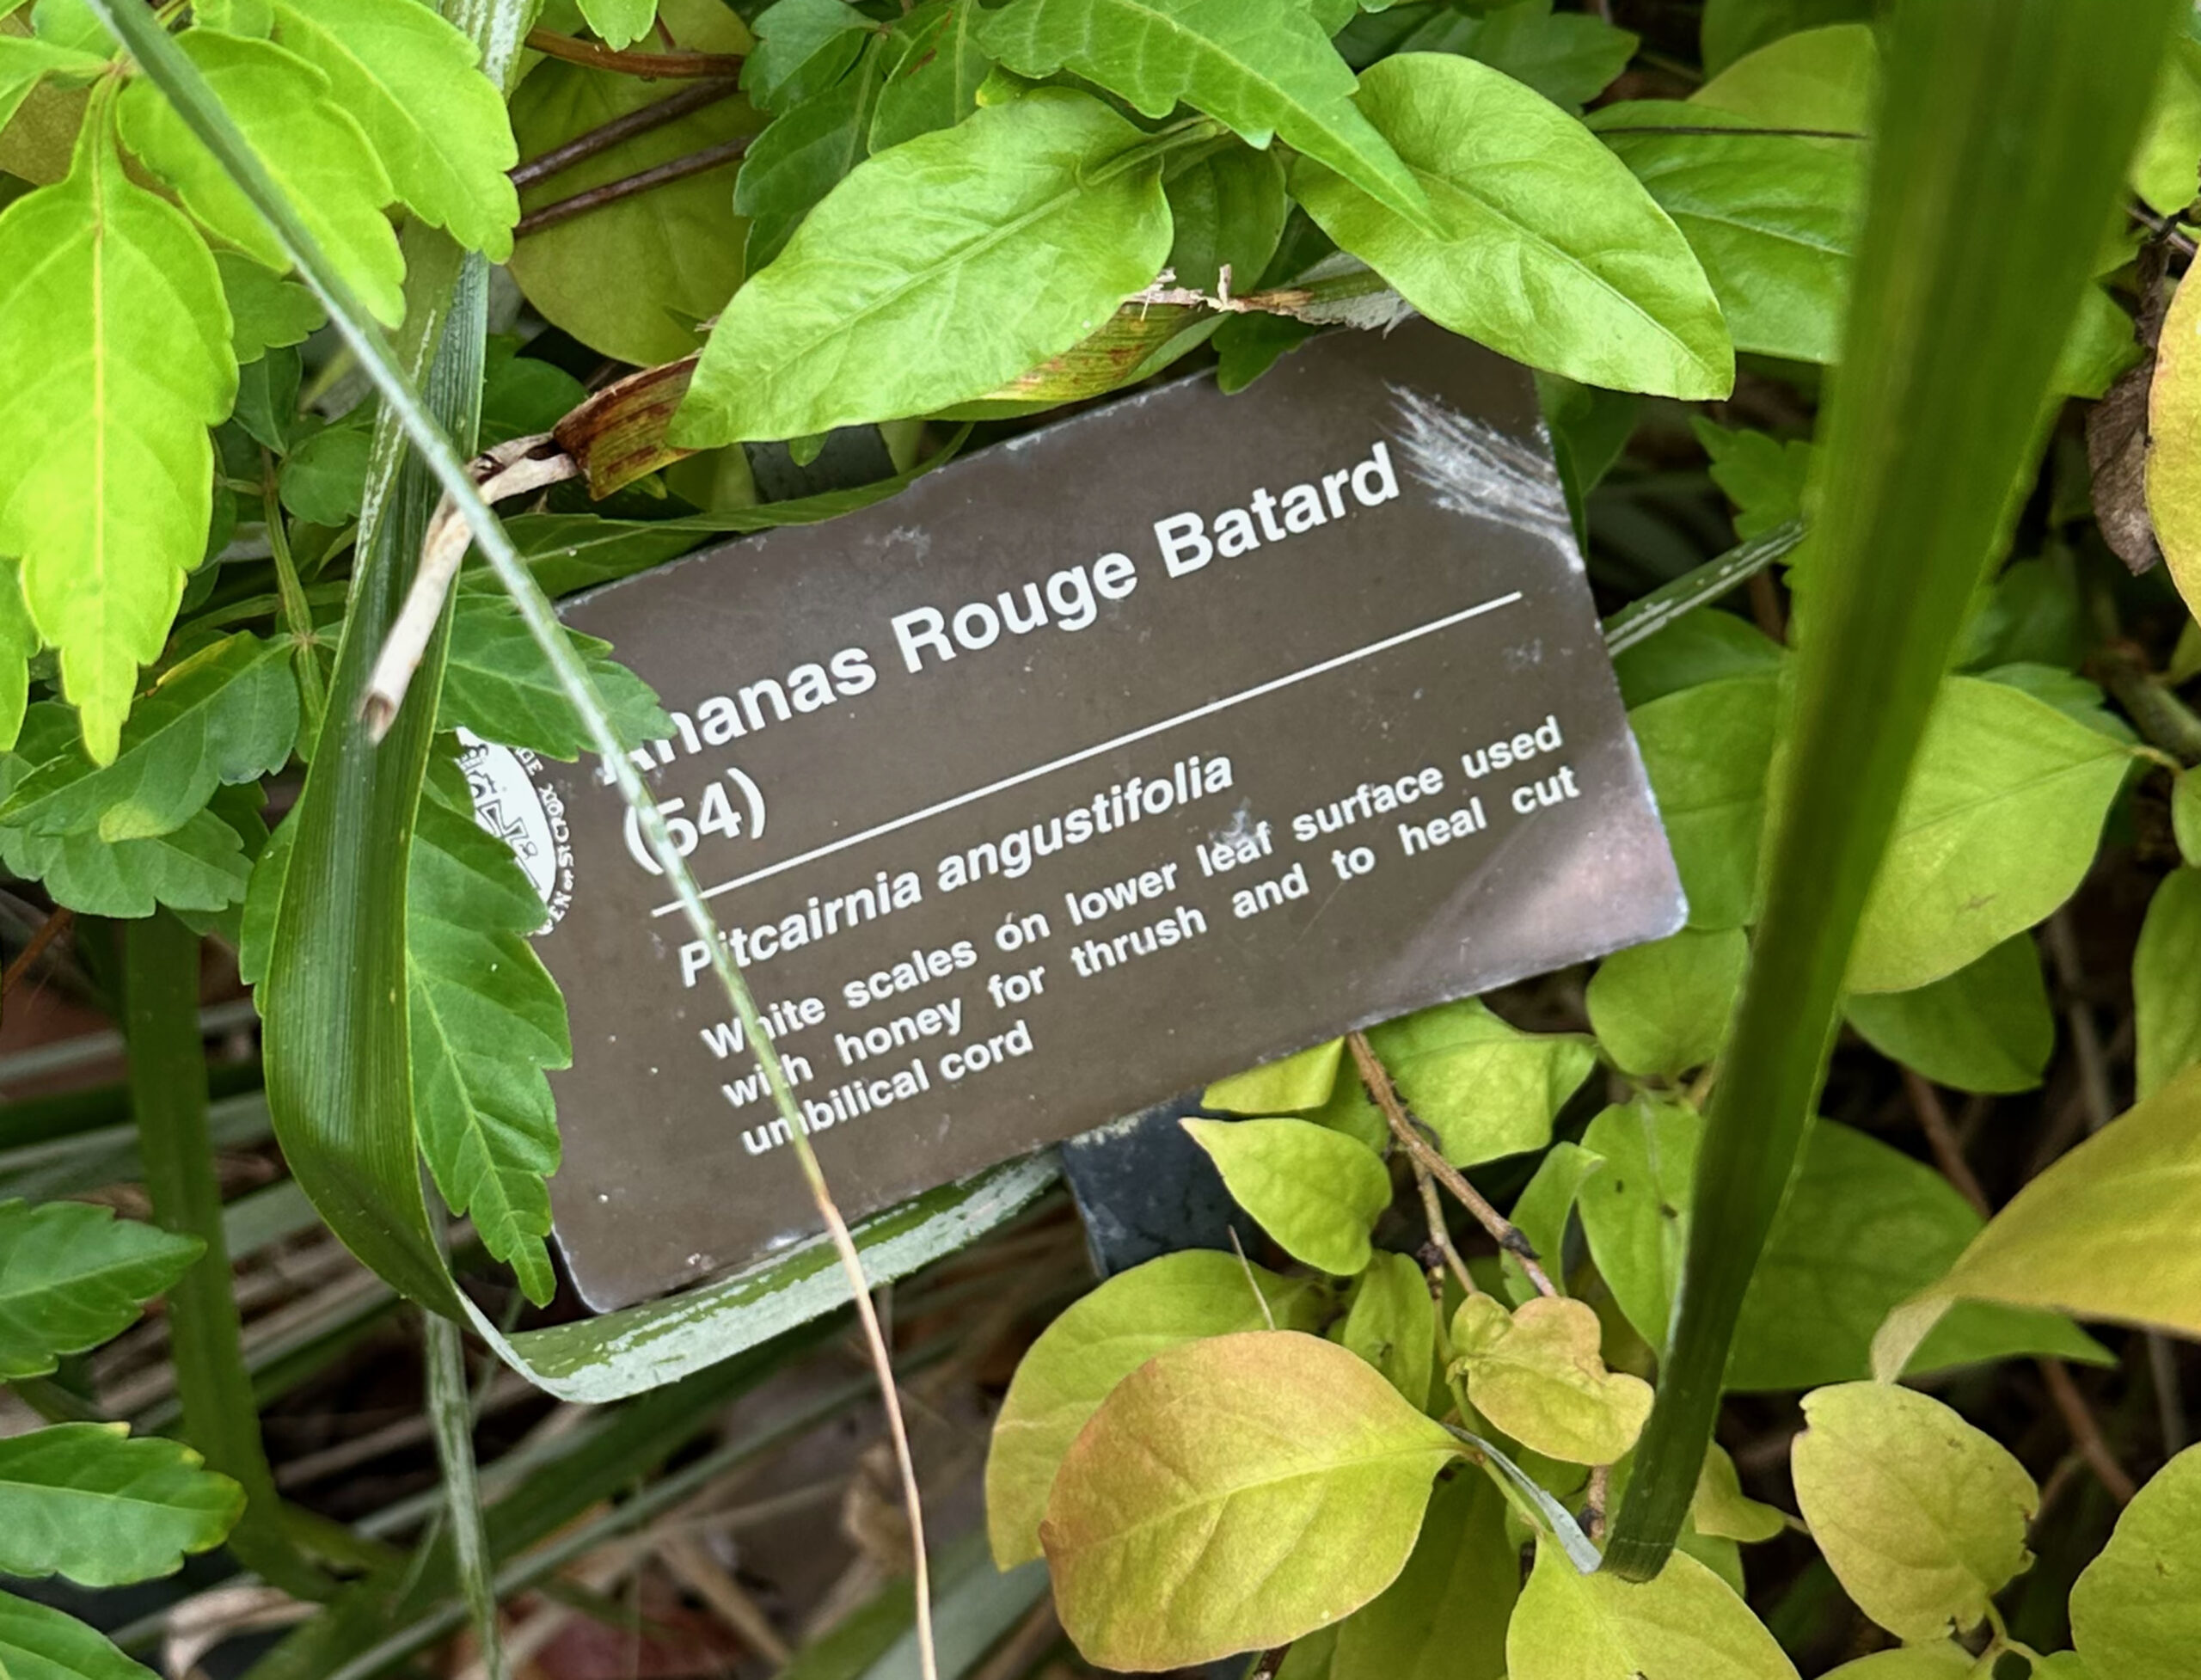 Ananas Rouge Batard
(54)
Pitcairnia angustifolia
White scales on lower leaf surface used
with honey for thrush and to heal cut
umbilical cord